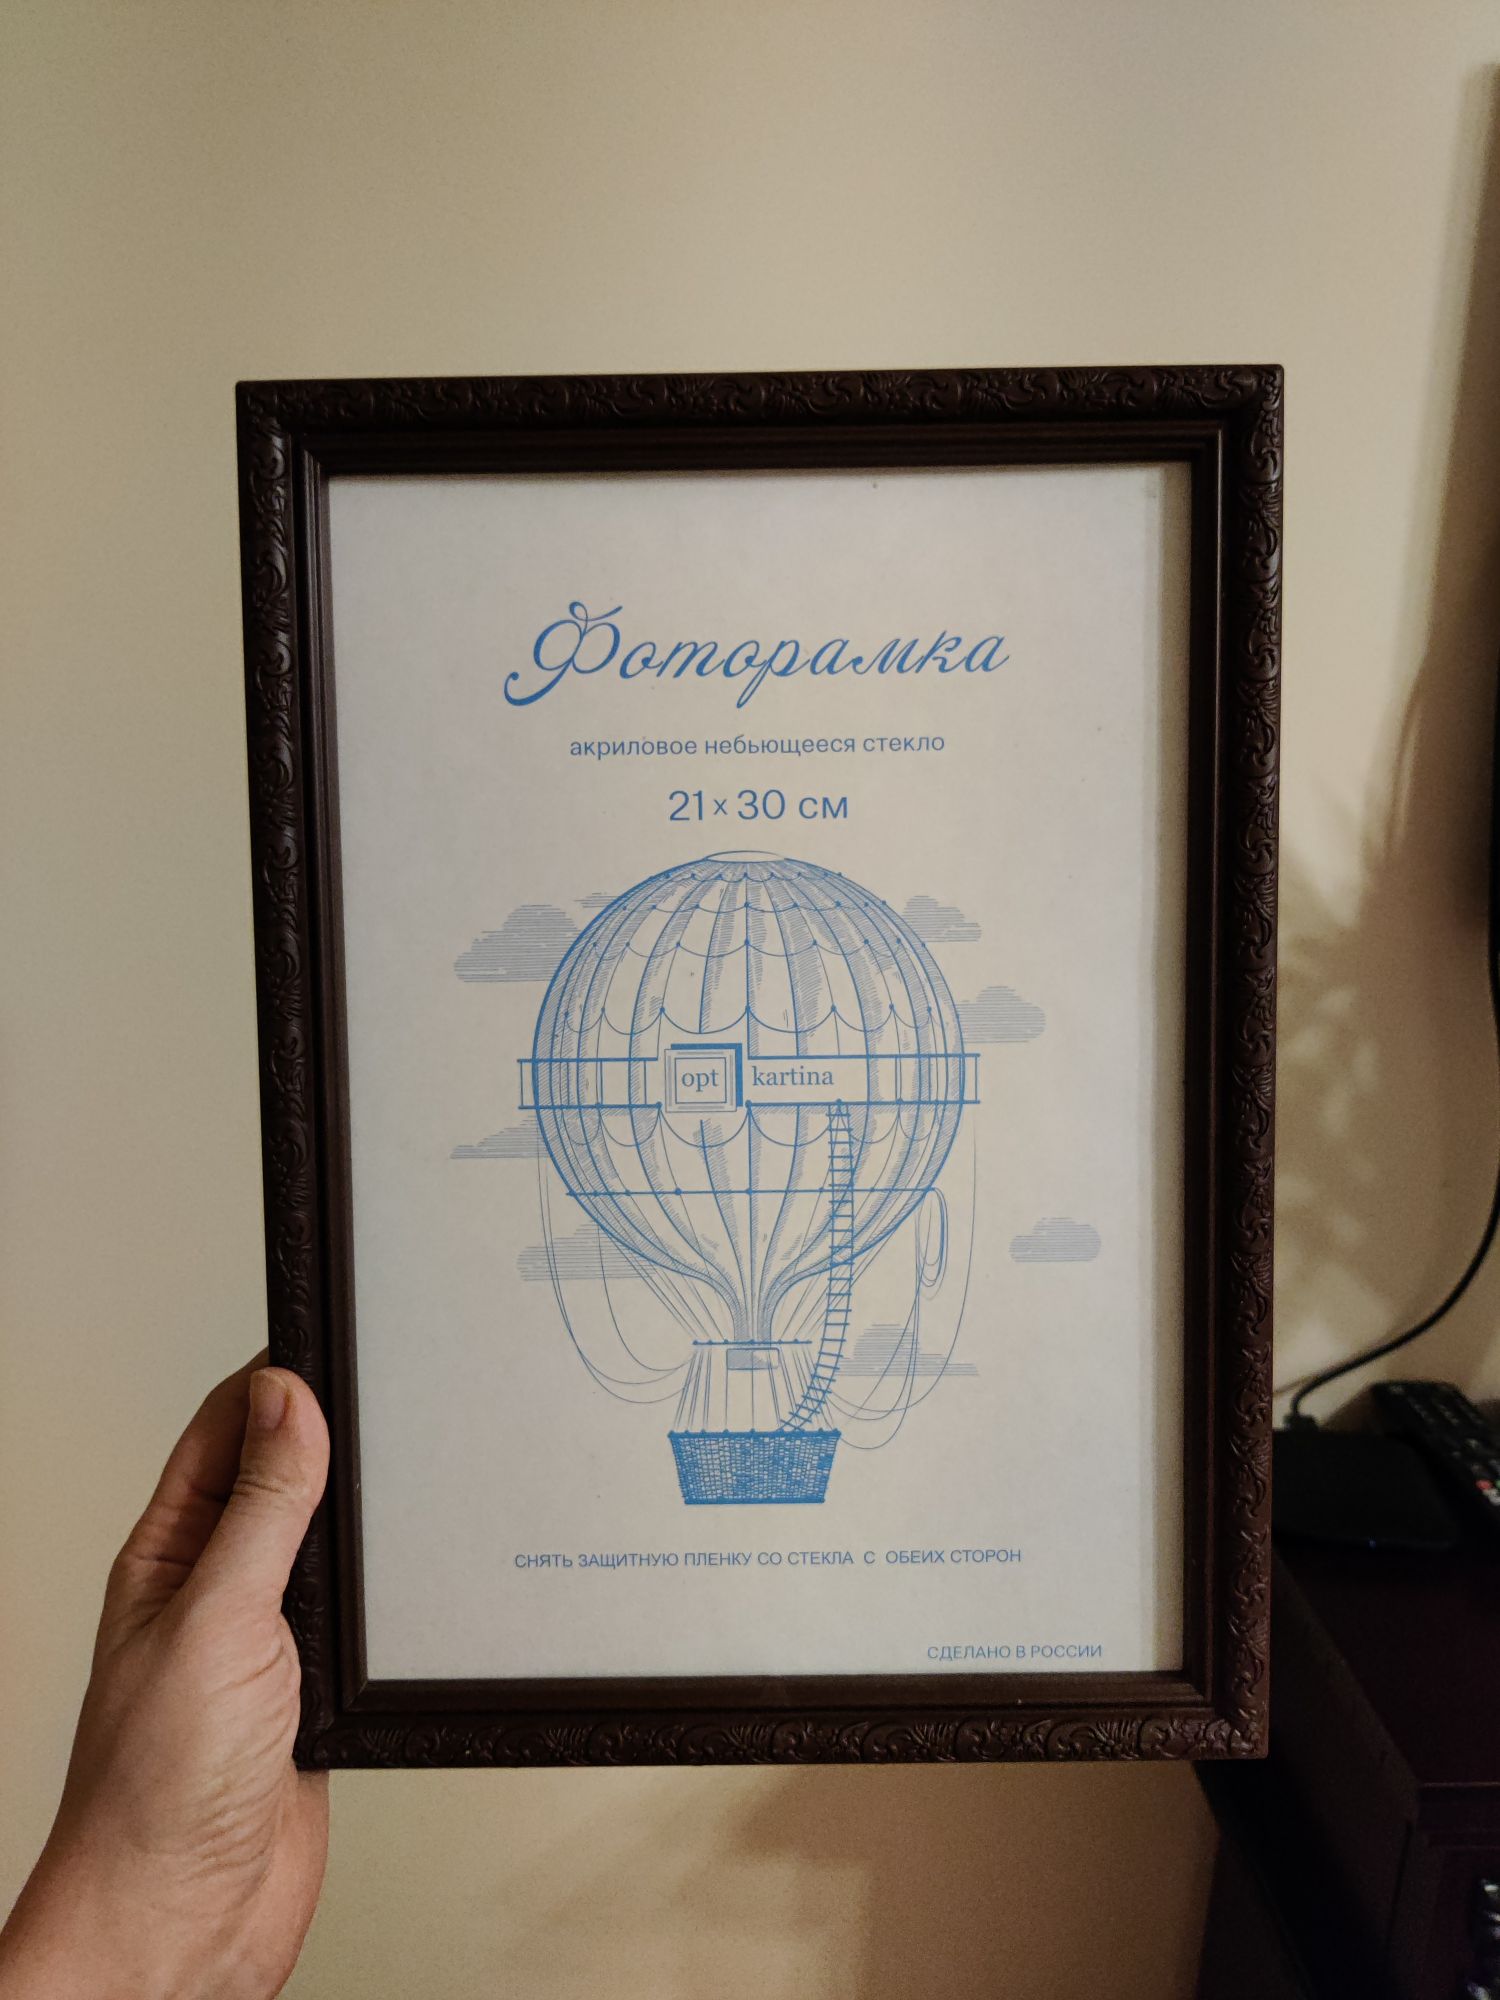 Фоторамка
акриловое небьющееся стекло
21 x 30 см
opt kartina
СНЯТЬ ЗАЩИТНУЮ ПЛЕНКУ СО СТЕКЛА С ОБЕИХ СТОРОН
СДЕЛАНО В РОССИИ